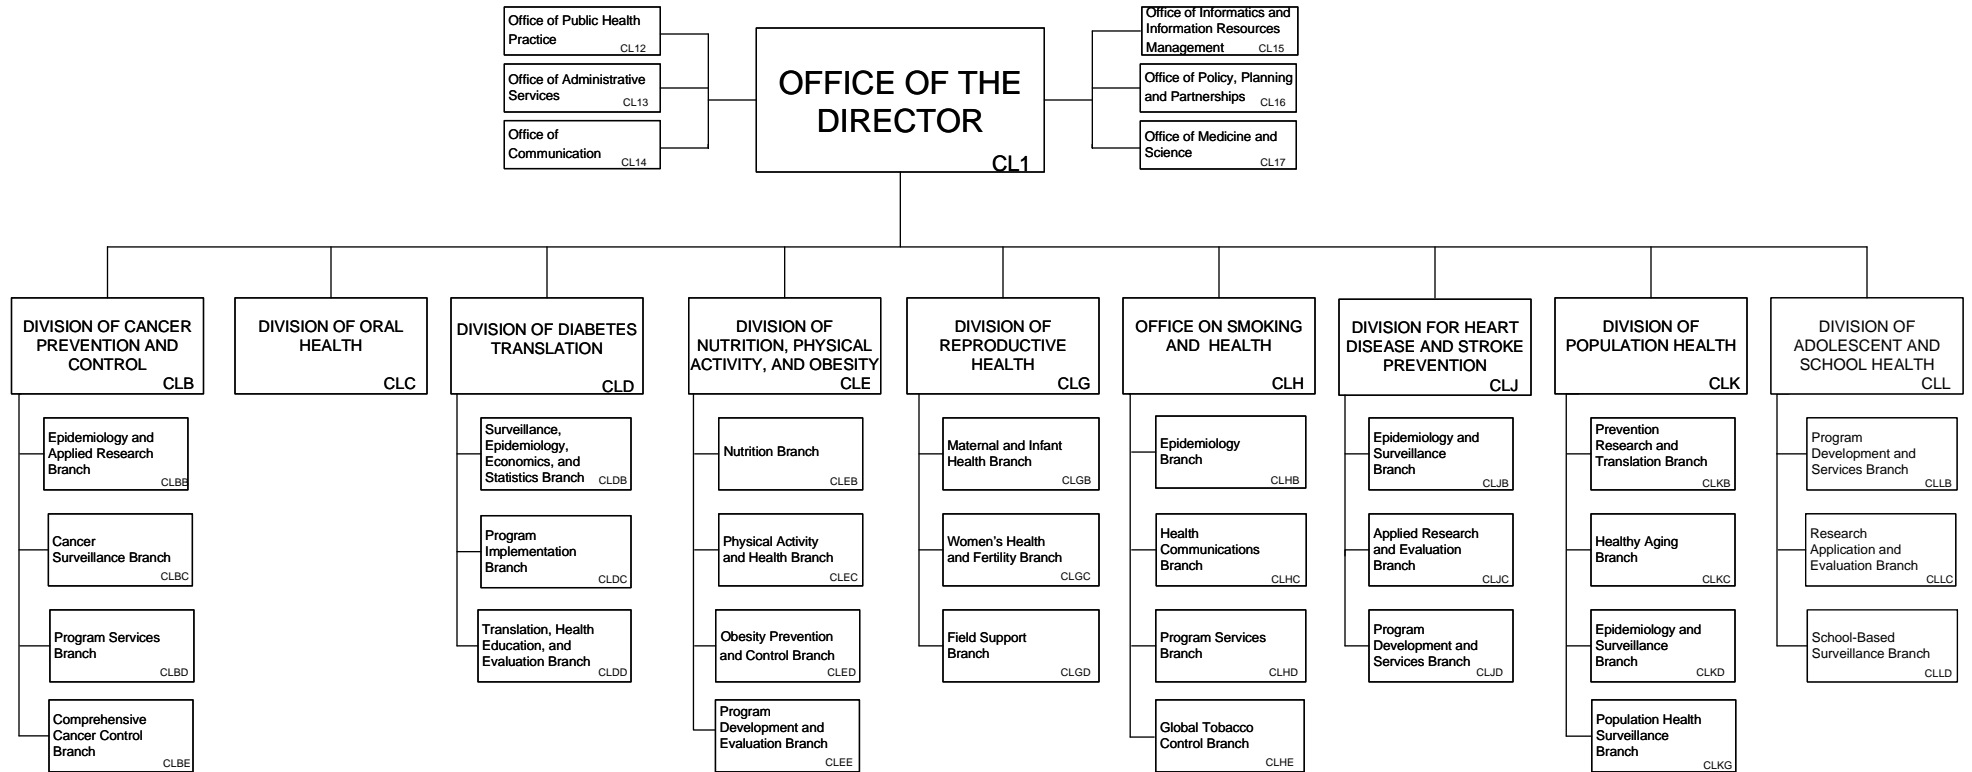 Office of Public Health
Practice
CL12
Office of Administrative
Services
CL13
Office of
Communication
CL14
OFFICE OF THE
DIRECTOR
CL1
Office of Informatics and
Information Resources
Management CL15
Office of Policy, Planning
and Partnerships CL16
Office of Medicine and
Science
CL17
DIVISION OF CANCER
PREVENTION AND
CONTROL
CLB
Epidemiology and
Applied Research
Branch
CLBB
Cancer
Surveillance Branch
CLBC
Program Services
Branch
CLBD
Comprehensive
Cancer Control
Branch
CLBE
DIVISION OF ORAL
HEALTH
CLC
DIVISION OF DIABETES
TRANSLATION
CLD
Surveillance,
Epidemiology,
Economics, and
Statistics Branch CLDB
Program
Implementation
Branch
CLDC
Translation, Health
Education, and
Evaluation Branch CLDD
DIVISION OF
NUTRITION, PHYSICAL
ACTIVITY, AND OBESITY
CLE
Nutrition Branch
CLEB
Physical Activity
and Health Branch
CLEC
Obesity Prevention
and Control Branch
CLED
Program
Development and
Evaluation Branch
CLEE
DIVISION OF
REPRODUCTIVE
HEALTH
CLG
Maternal and Infant
Health Branch
CLGB
Women's Health
and Fertility Branch
CLGC
Field Support
Branch
CLGD
OFFICE ON SMOKING
AND HEALTH
CLH
Epidemiology
Branch
CLHB
Health
Communications
Branch
CLHC
Program Services
Branch
CLHD
Global Tobacco
Control Branch
CLHE
DIVISION FOR HEART
DISEASE AND STROKE
PREVENTION
CLJ
Epidemiology and
Surveillance
Branch
CLJB
Applied Research
and Evaluation
Branch
CLJC
Program
Development and
Services Branch
CLJD
DIVISION OF
POPULATION HEALTH
CLK
Prevention
Research and
Translation Branch
CLKB
Healthy Aging
Branch
CLKC
Epidemiology and
Surveillance
Branch
CLKD
Population Health
Surveillance
Branch
CLKG
DIVISION OF
ADOLESCENT AND
SCHOOL HEALTH
CLL
Program
Development and
Services Branch
CLLB
Research
Application and
Evaluation Branch
CLLC
School-Based
Surveillance Branch
CLLD